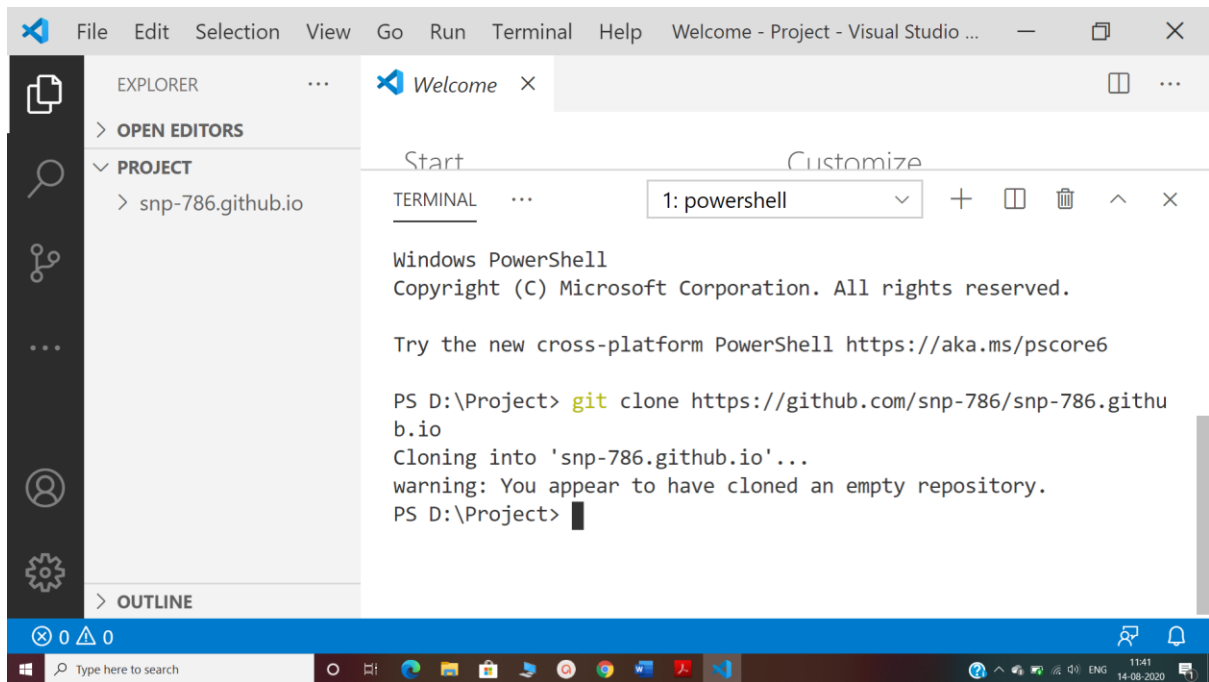 File Edit Selection View Go Run Terminal Help Welcome - Project - Visual Studio ...
EXPLORER
Welcome
OPEN EDITORS
PROJECT
snp-786.github.io
Start Customize
TERMINAL 1: powershell
Windows PowerShell
Copyright (C) Microsoft Corporation. All rights reserved.
Try the new cross-platform PowerShell https://aka.ms/pscore6
PS D:\Project> git clone https://github.com/snp-786/snp-786.githu
b.io
Cloning into 'snp-786.github.io'...
warning: You appear to have cloned an empty repository.
PS D:\Project>
OUTLINE
0 0
Type here to search
ENG
11:41
14-08-2020